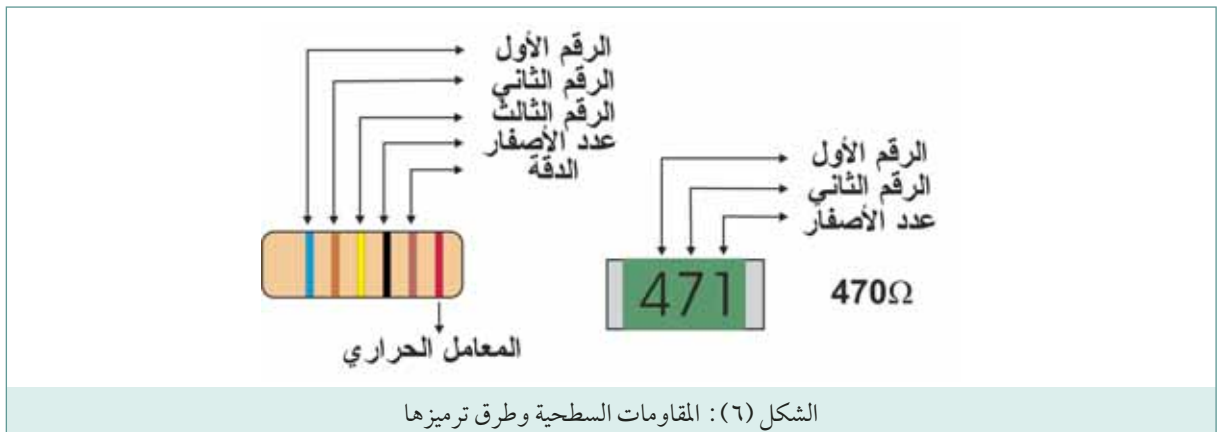 الرقم الأول
الرقم الثاني
الرقم الثالث
عدد الأصفار
الدقة
المعامل الحراري
الرقم الأول
الرقم الثاني
عدد الأصفار
471
470Ω
الشكل (٦): المقاومات السطحية وطرق ترميزها